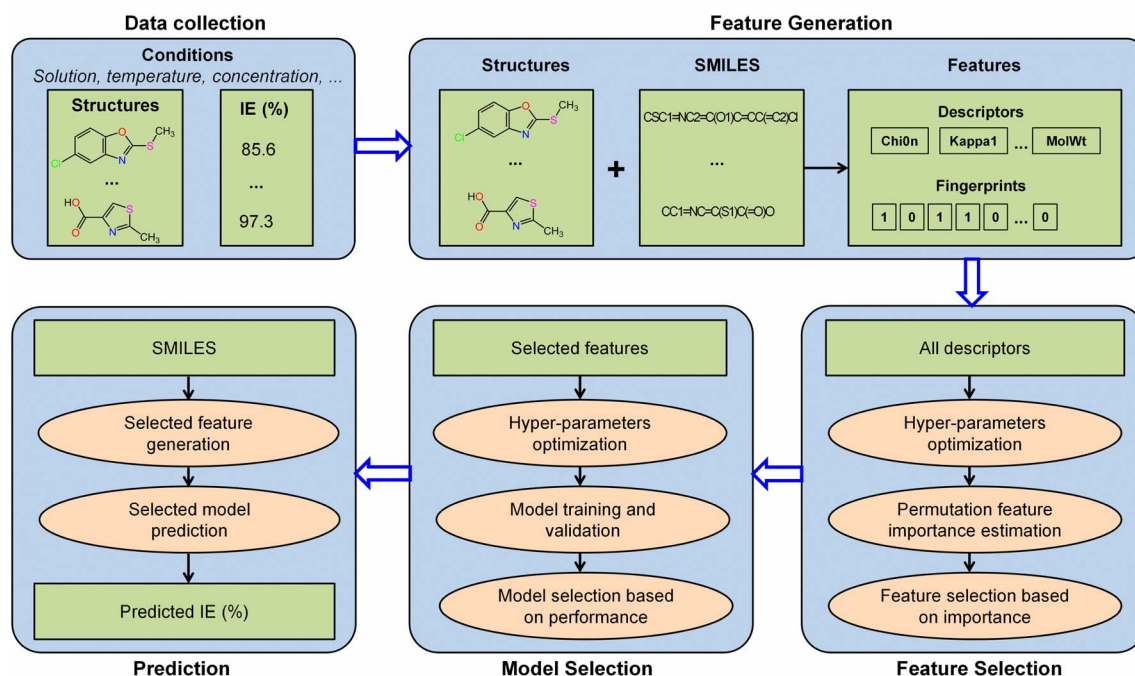 Data collection
Conditions
Solution, temperature, concentration, ...
Structures
O
CH3
S
N
Cl
...
HO
S
O
N
CH3
IE (%)
85.6
...
97.3
Feature Generation
Structures
O
CH3
S
N
Cl
...
HO
S
O
N
CH3
+
SMILES
CSC1=NC2=C(O1)C=CC(=C2)Cl
...
CC1=NC=C(S1)C(=O)O
Features
Descriptors
Chi0n Kappa1 ... MolWt
Fingerprints
1 0 1 1 0 ... 0
SMILES
Selected feature
generation
Selected model
prediction
Predicted IE (%)
Prediction
Selected features
Hyper-parameters
optimization
Model training and
validation
Model selection based
on performance
Model Selection
All descriptors
Hyper-parameters
optimization
Permutation feature
importance estimation
Feature selection based
on importance
Feature Selection